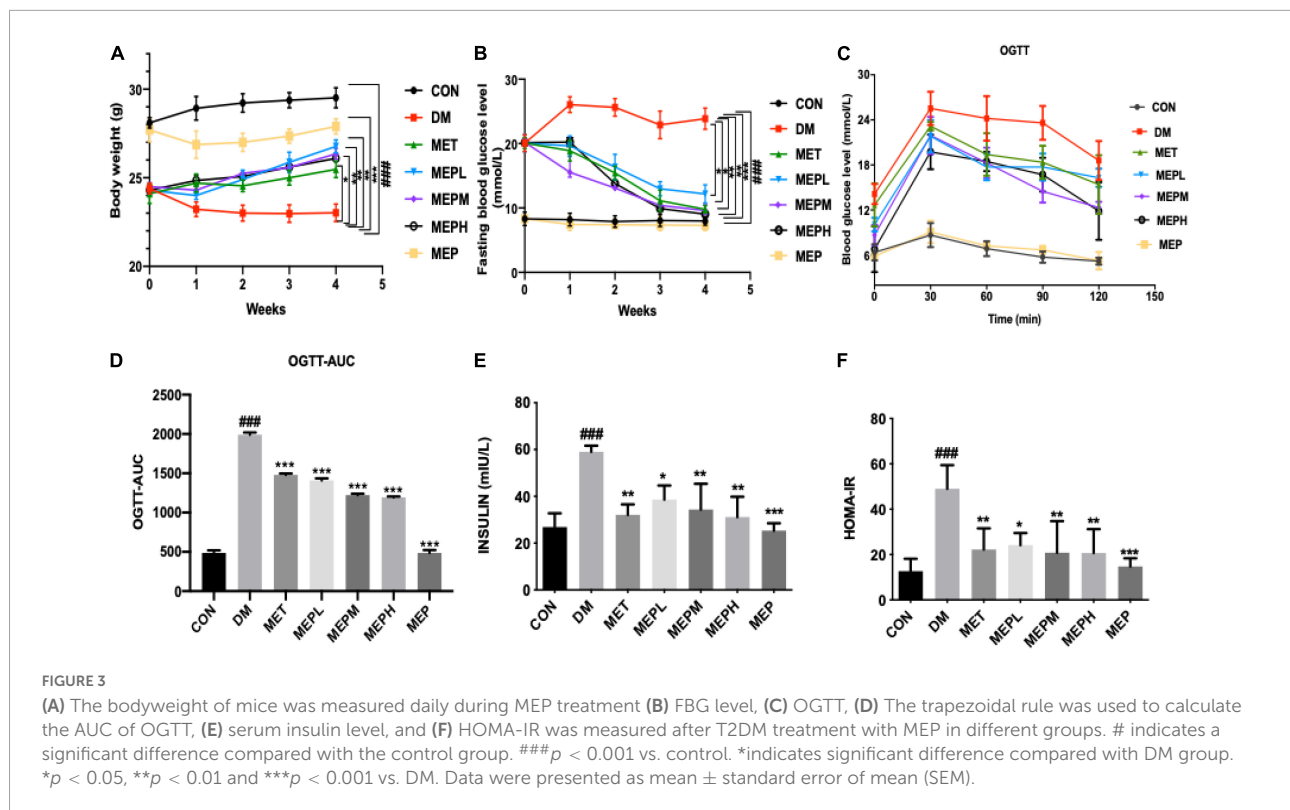 A
Body weight (g)
30
28
26
24
22
20
0 1 2 3 4 5
Weeks
CON
DM
MET
MEPL
MEPM
MEPH
MEP
*
**
**
**
***
###
B
Fasting blood glucose level
(mmol/L)
30
20
10
0
0 1 2 3 4 5
Weeks
CON
DM
MET
MEPL
MEPM
MEPH
MEP
*
**
**
**
***
###
C
OGTT
Blood glucose level (mmol/L)
30
24
18
12
6
0 30 60 90 120 150
Time (min)
CON
DM
MET
MEPL
MEPM
MEPH
MEP
D
OGTT-AUC
OGTT-AUC
2500
2000
1500
1000
500
0
###
***
***
***
***
***
CON DM MET MEPL MEPM MEPH MEP
E
INSULIN (mIU/L)
80
60
40
20
0
###
**
*
**
**
***
CON DM MET MEPL MEPM MEPH MEP
F
HOMA-IR
80
60
40
20
0
###
**
*
**
**
***
CON DM MET MEPL MEPM MEPH MEP
FIGURE 3
(A) The bodyweight of mice was measured daily during MEP treatment (B) FBG level, (C) OGTT, (D) The trapezoidal rule was used to calculate
the AUC of OGTT, (E) serum insulin level, and (F) HOMA-IR was measured after T2DM treatment with MEP in different groups. # indicates a
significant difference compared with the control group. ###p < 0.001 vs. control. *indicates significant difference compared with DM group.
*p < 0.05, **p < 0.01 and ***p < 0.001 vs. DM. Data were presented as mean ± standard error of mean (SEM).